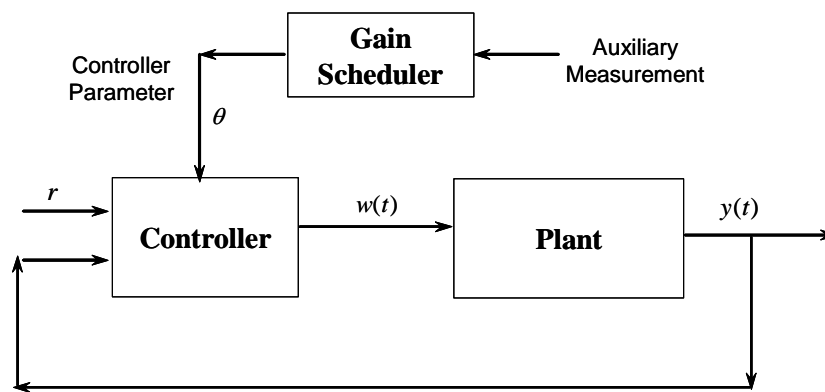 Gain
Scheduler
Auxiliary
Measurement
Controller
Parameter
θ
r
Controller
w(t)
Plant
y(t)